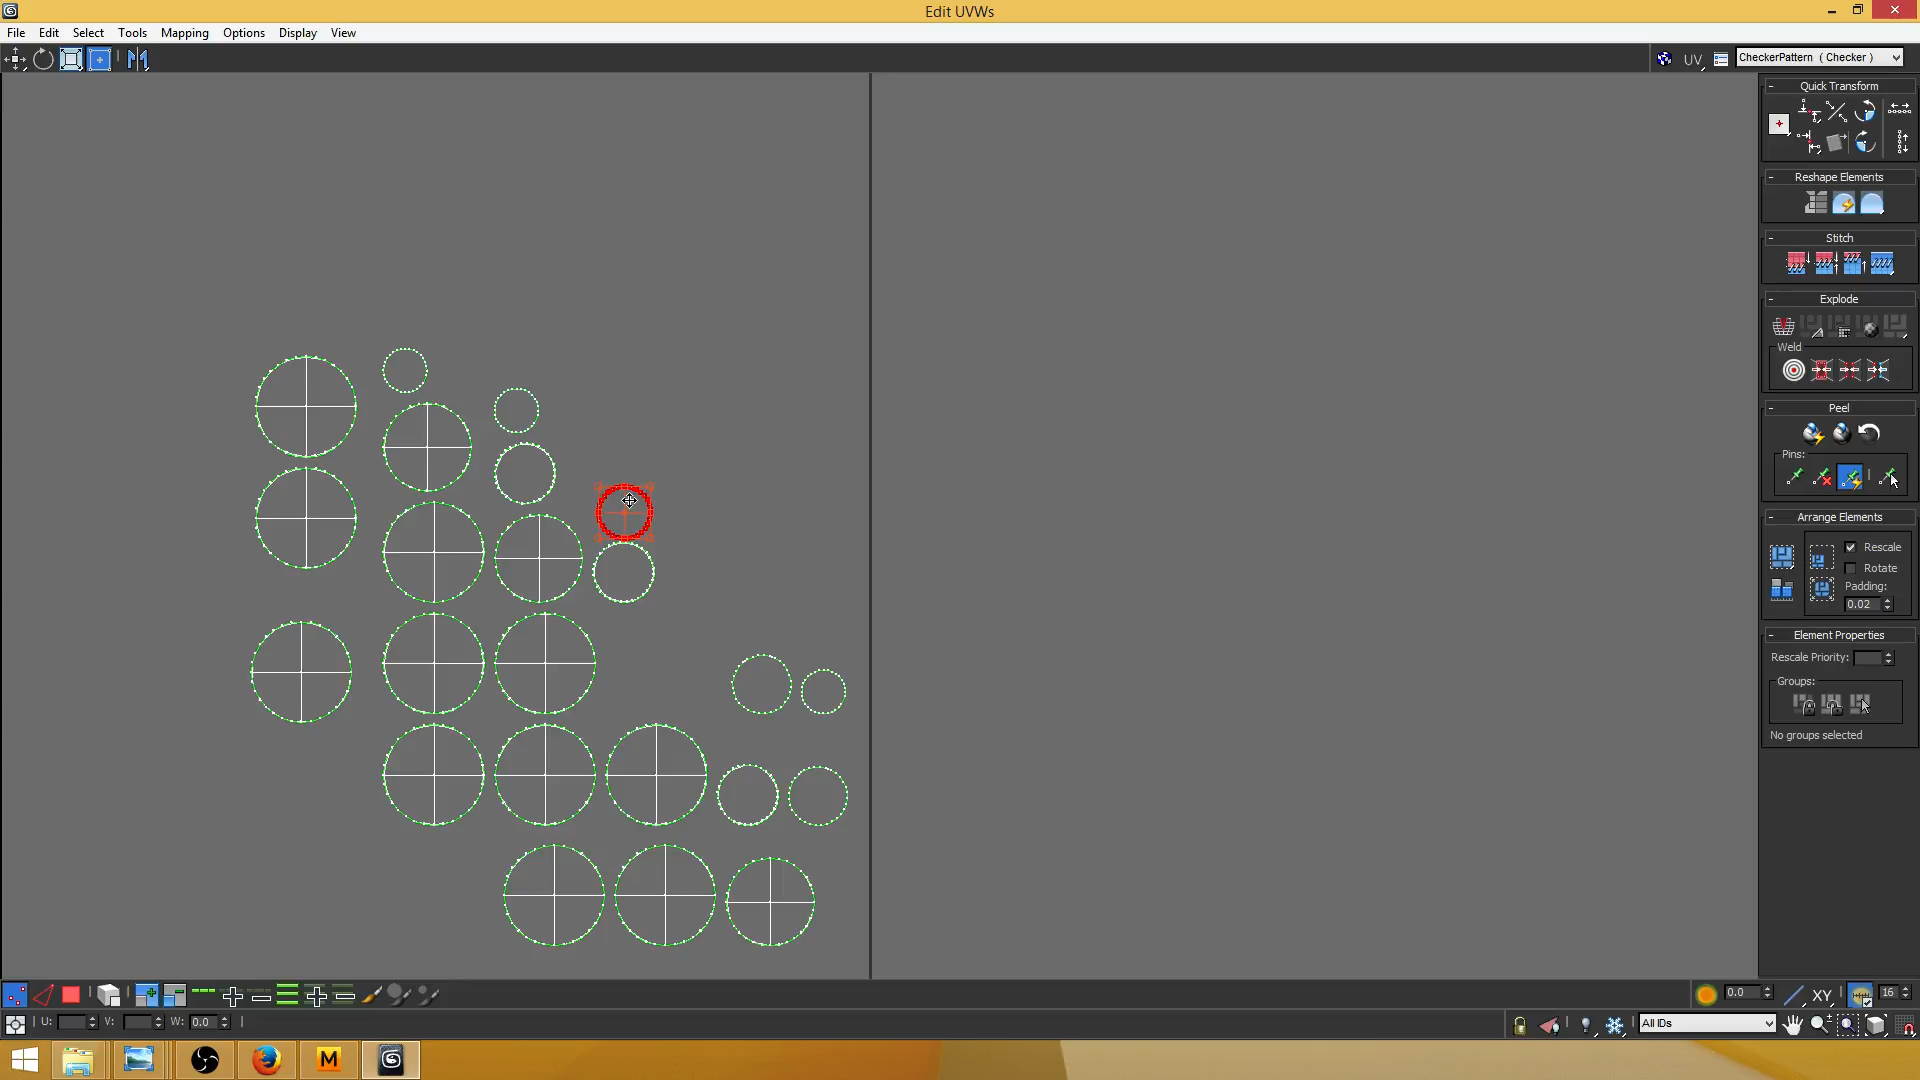 Edit UVWs
File Edit Select Tools Mapping Options Display View
UV
CheckerPattern ( Checker )
Quick Transform
Reshape Elements
Stitch
Explode
Weld
Peel
Pins:
Arrange Elements
Rescale
Rotate
Padding:
0.02
Element Properties
Rescale Priority:
Groups:
No groups selected
0.0
XY
16
U:
V:
W: 0.0
All IDs
M